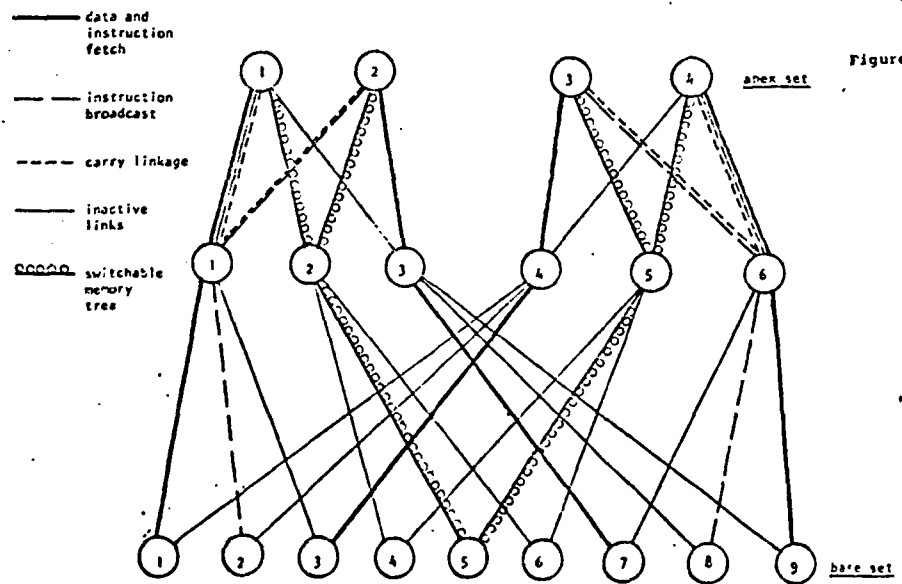 data and
instruction
fetch
instruction
broadcast
carry linkage
inactive
links
switchable
memory
tree
Figure
apex set
1 2 3 4
1 2 3 4 5 6
1 2 3 4 5 6 7 8 9
base set